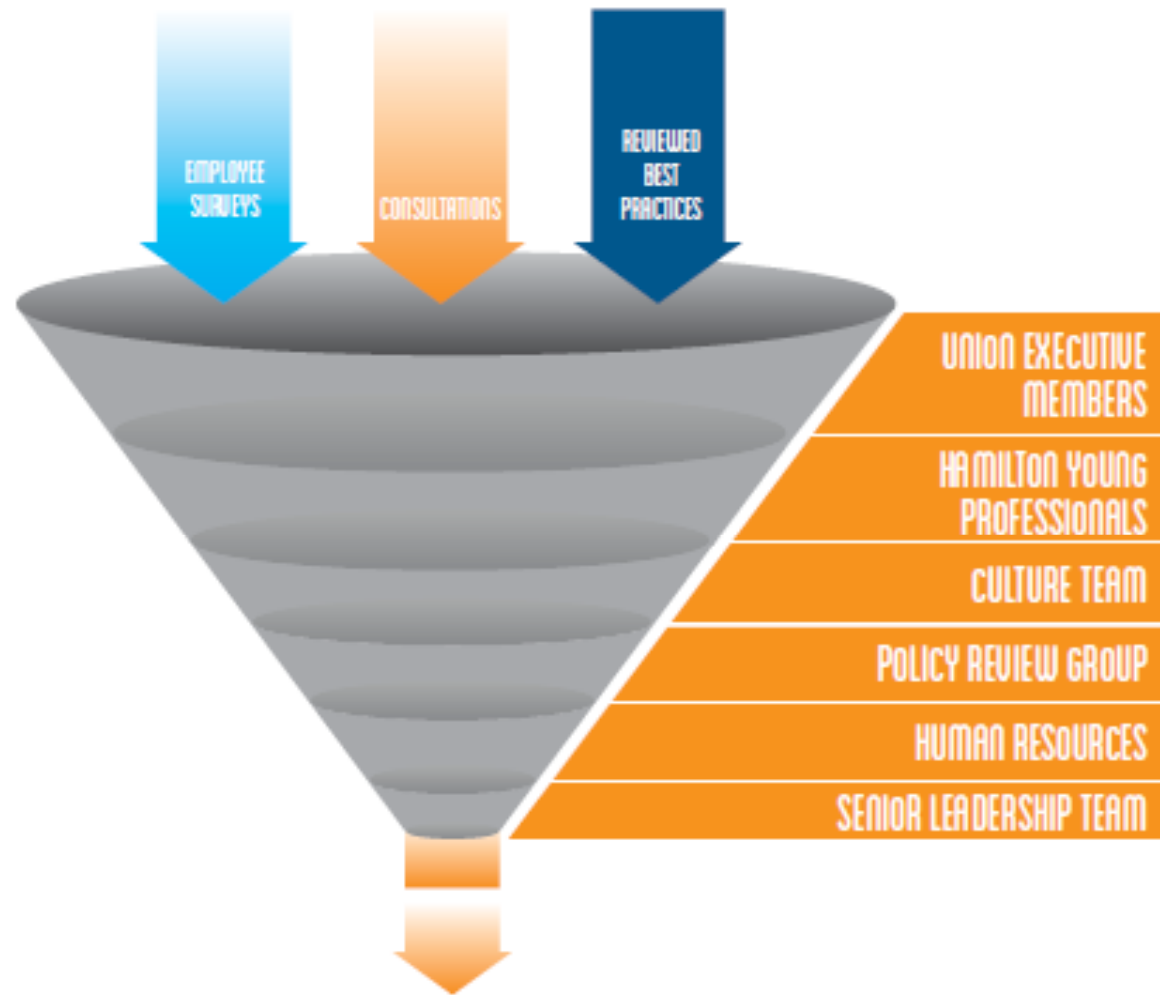 EMPLOYEE
SURVEYS
CONSULTATIONS
REVIEWED
BEST
PRACTICES
UNION EXECUTIVE
MEMBERS
HAMILTON YOUNG
PROFESSIONALS
CULTURE TEAM
POLICY REVIEW GROUP
HUMAN RESOURCES
SENIOR LEADERSHIP TEAM